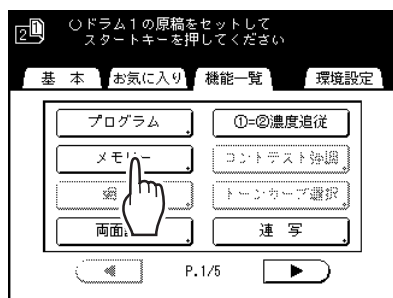 2 1 〇ドラム1の原稿をセットして
スタートキーを押してください
基 本 お気に入り 機能一覧 環境設定
プログラム ①=②濃度追従
メモリー コントラスト強調
トーンカーブ選択
両面 連 写
P.1/5